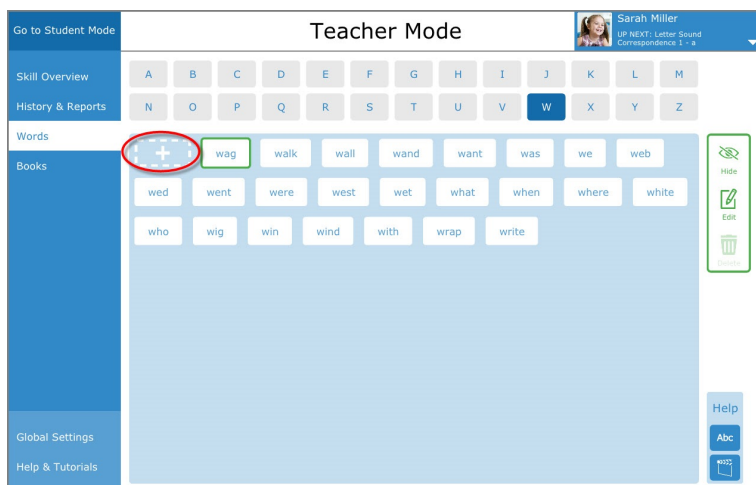 Go to Student Mode
Teacher Mode
Sarah Miller
UP NEXT: Letter Sound
Correspondence 1 - a
Skill Overview
History & Reports
Words
Books
Global Settings
Help & Tutorials
A B C D E F G H I J K L M
N O P Q R S T U V W X Y Z
+ wag walk wall wand want was we web
wed went were west wet what when where white
who wig win wind with wrap write
Hide
Edit
Delete
Help
Abc